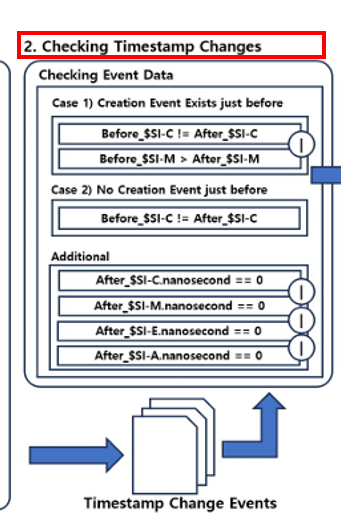 2. Checking Timestamp Changes
Checking Event Data
Case 1) Creation Event Exists just before
Before_$SI-C != After_$SI-C
|
Before_$SI-M > After_$SI-M
Case 2) No Creation Event just before
Before_$SI-C != After_$SI-C
Additional
After_$SI-C.nanosecond == 0
|
After_$SI-M.nanosecond == 0
|
After_$SI-E.nanosecond == 0
|
After_$SI-A.nanosecond == 0
Timestamp Change Events